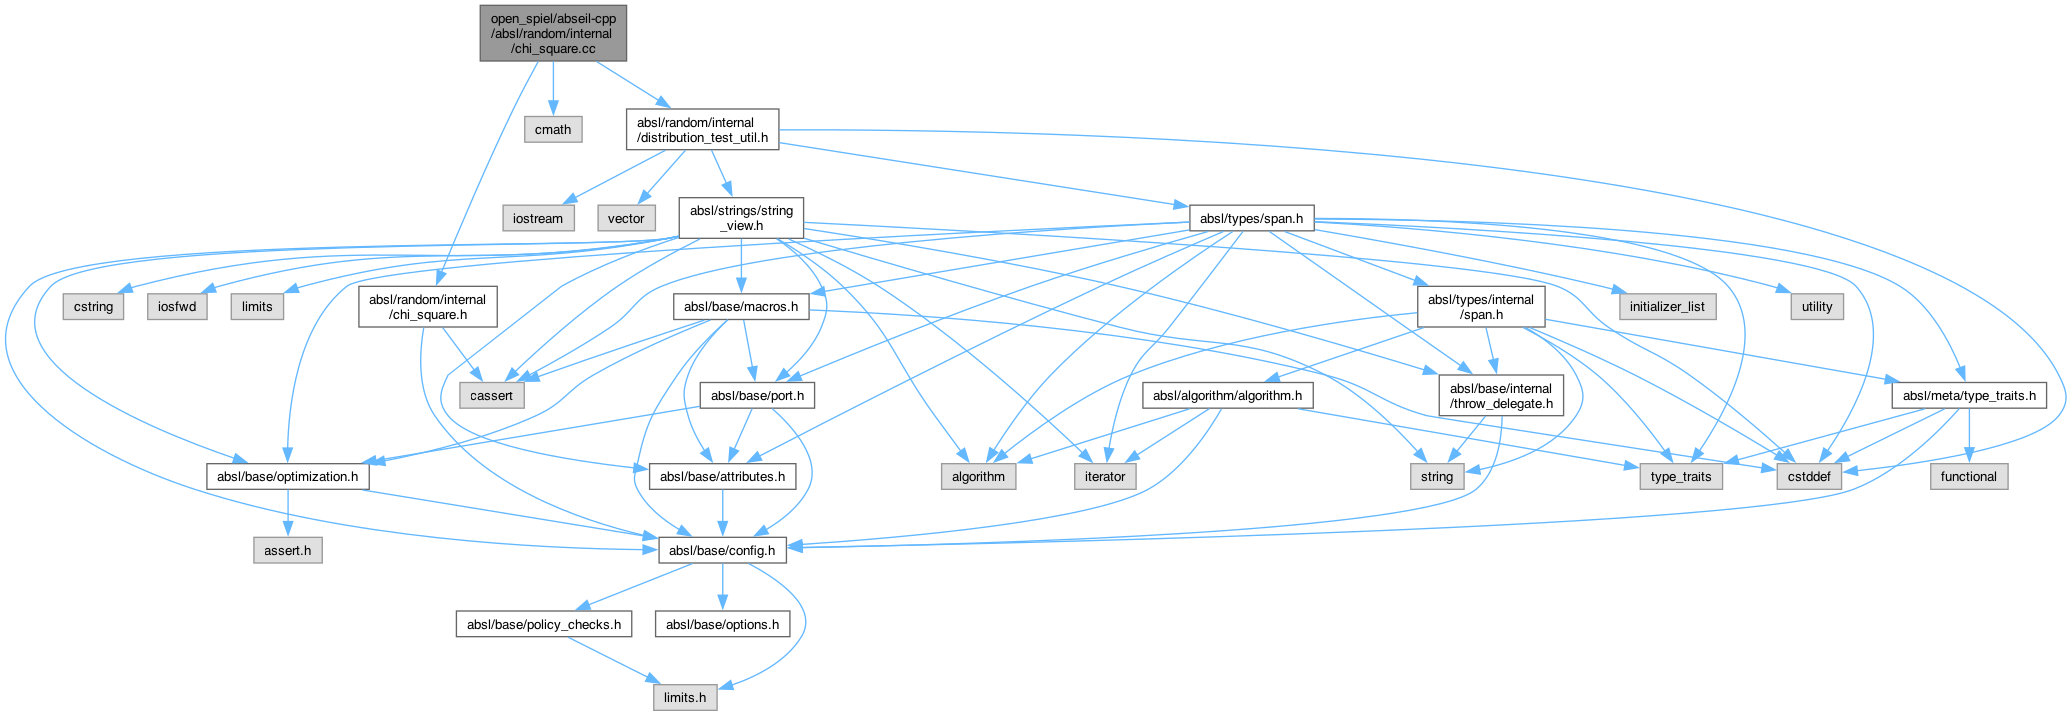 open_spiel/abseil-cpp
/absl/random/internal
/chi_square.cc
cmath
absl/random/internal
/distribution_test_util.h
iostream
vector
absl/strings/string
_view.h
absl/types/span.h
cstring
iosfwd
limits
absl/random/internal
/chi_square.h
absl/base/macros.h
absl/types/internal
/span.h
initializer_list
utility
cassert
absl/base/port.h
absl/algorithm/algorithm.h
absl/base/internal
/throw_delegate.h
absl/meta/type_traits.h
absl/base/optimization.h
absl/base/attributes.h
algorithm
iterator
string
type_traits
cstddef
functional
assert.h
absl/base/config.h
absl/base/policy_checks.h
absl/base/options.h
limits.h